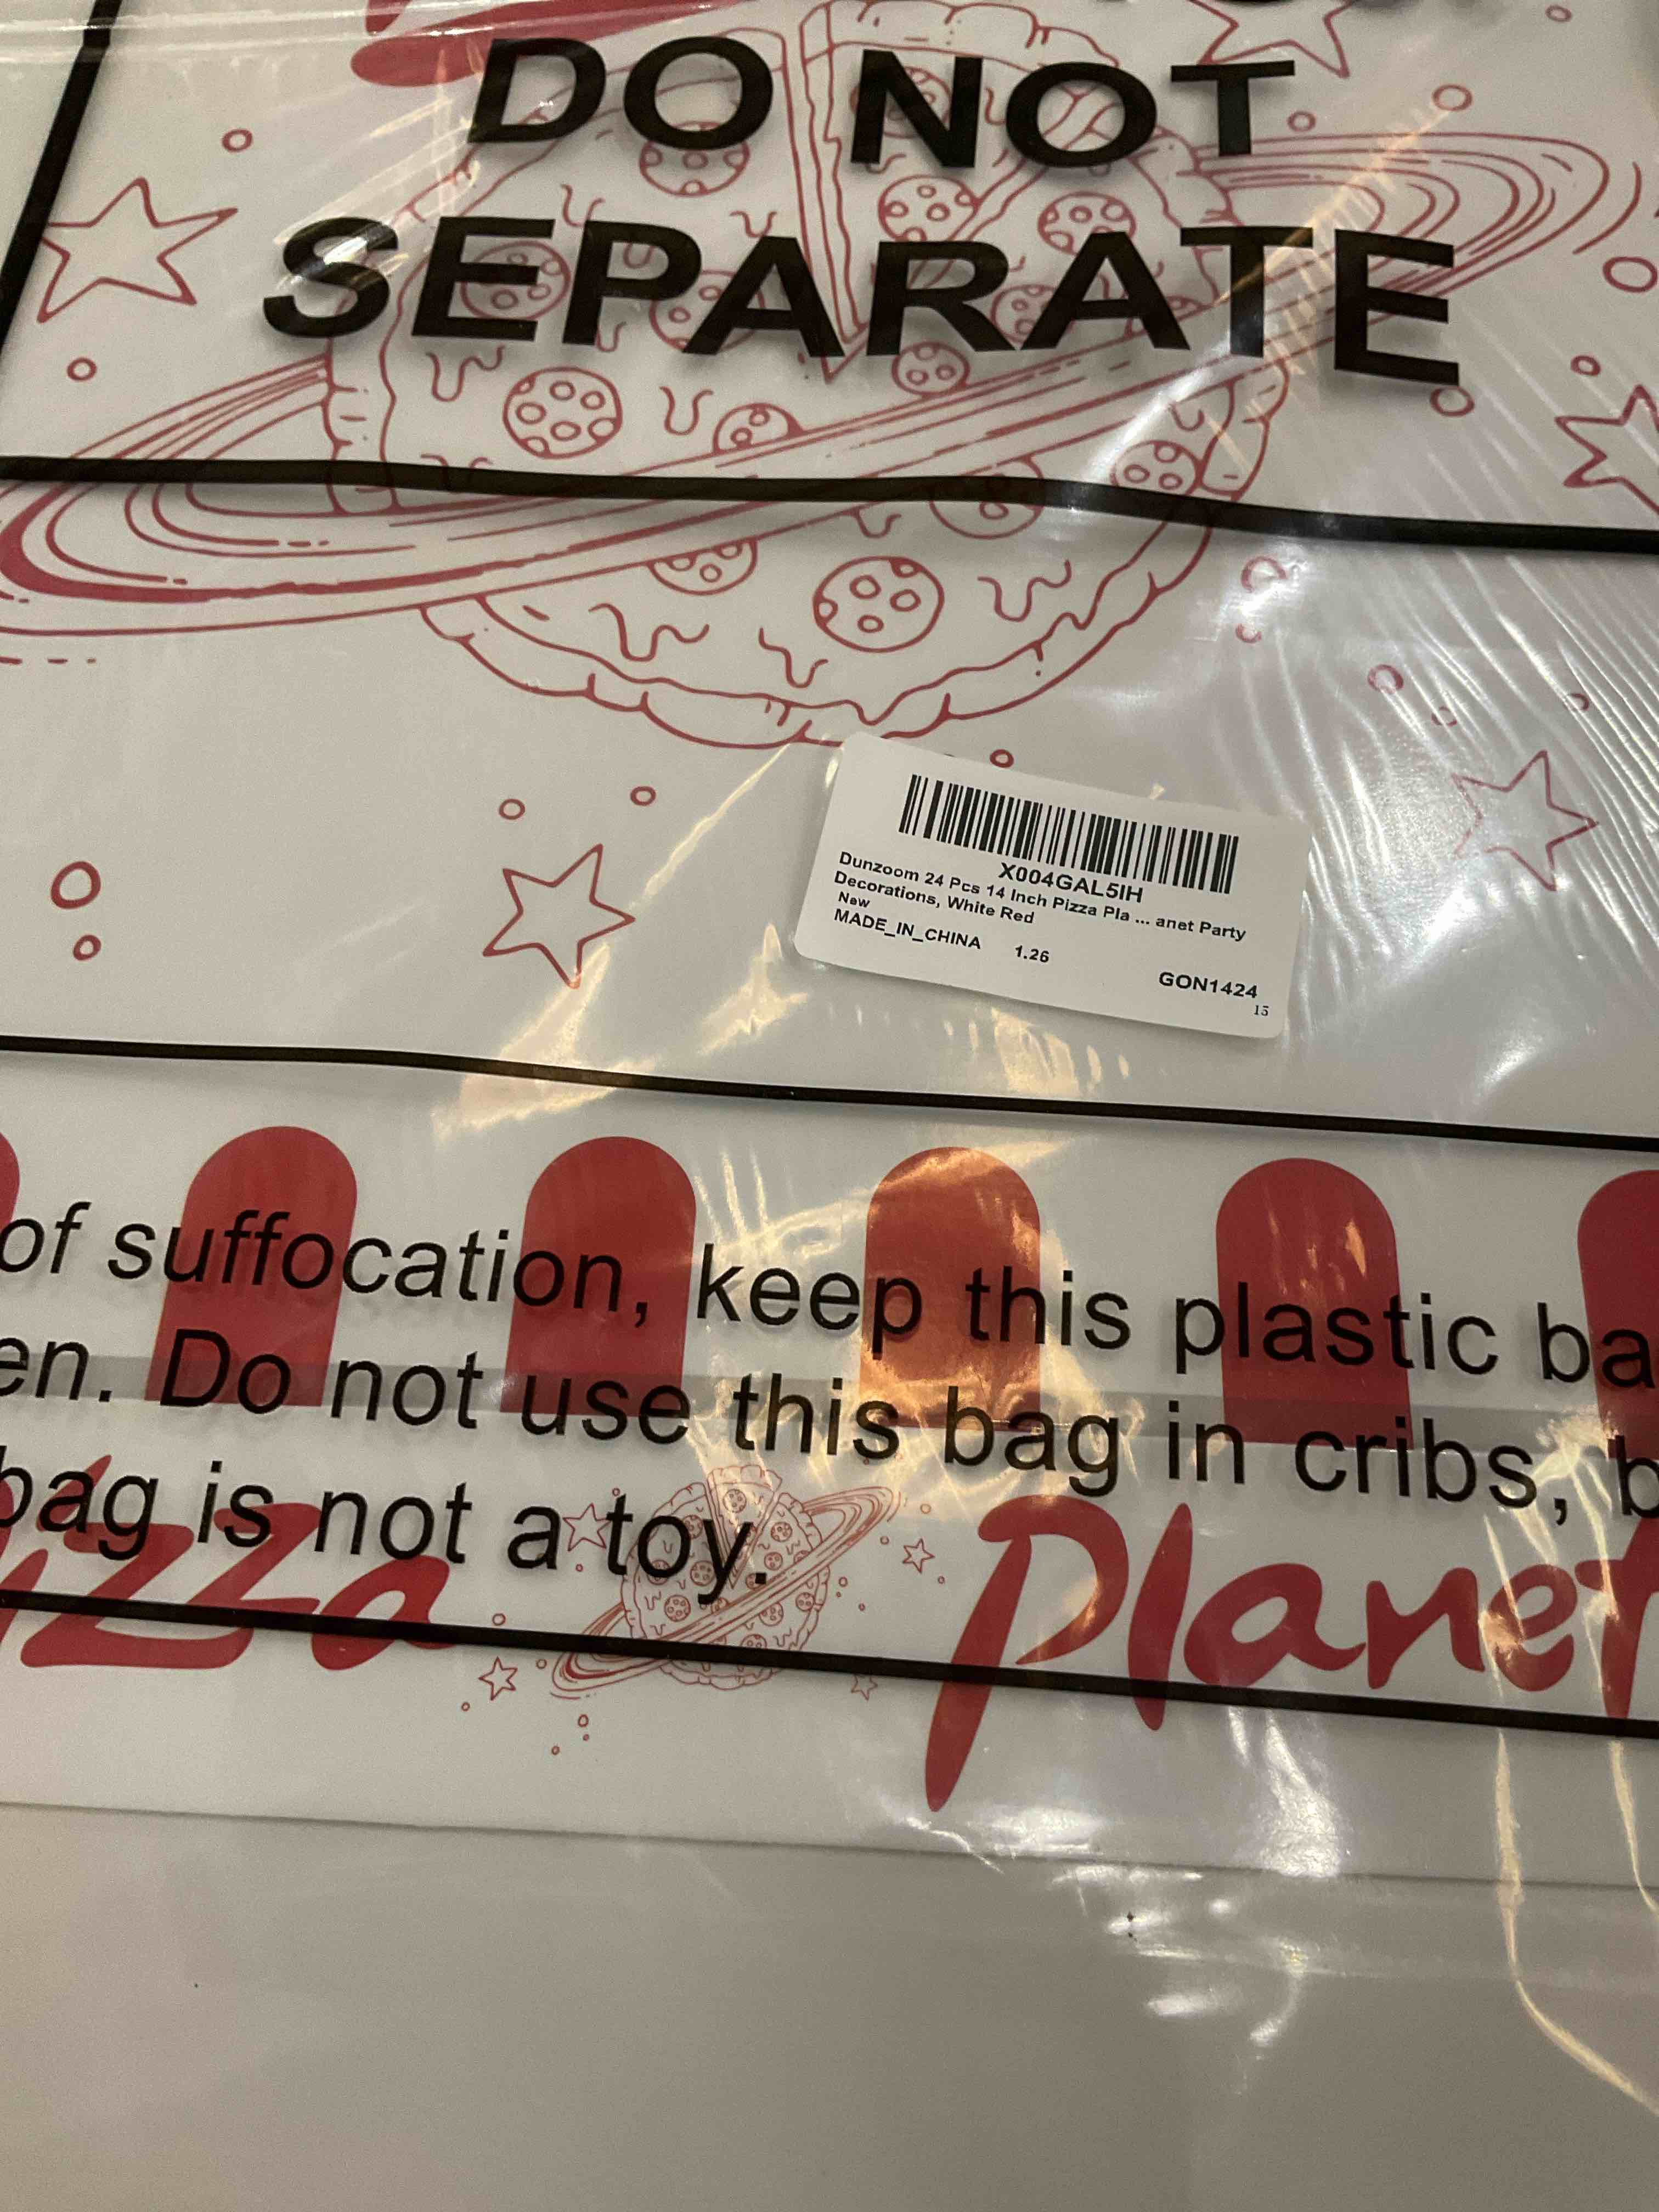 DO NOT
SEPARATE
X004GAL5IH
Dunzoom 24 Pcs 14 Inch Pizza Pla ... anet Party
Decorations, White Red
New
MADE_IN_CHINA 1.26
GON1424
15
of suffocation, keep this plastic ba
en. Do not use this bag in cribs, b
bag is not a toy.
izza Planet